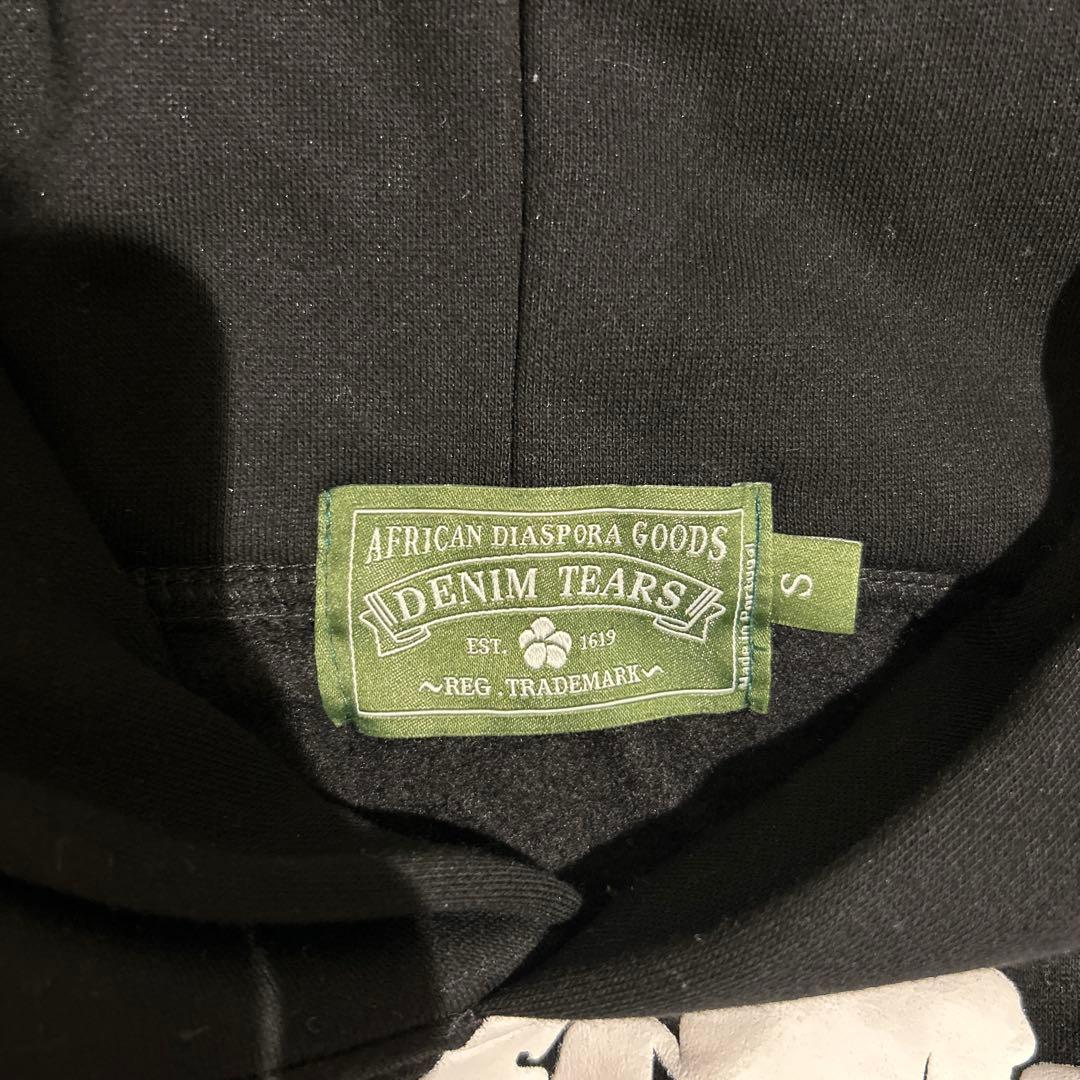 AFRICAN DIASPORA GOODS
DENIM TEARS
EST. 1619
~REG . TRADEMARK~
Made in Portugal
S